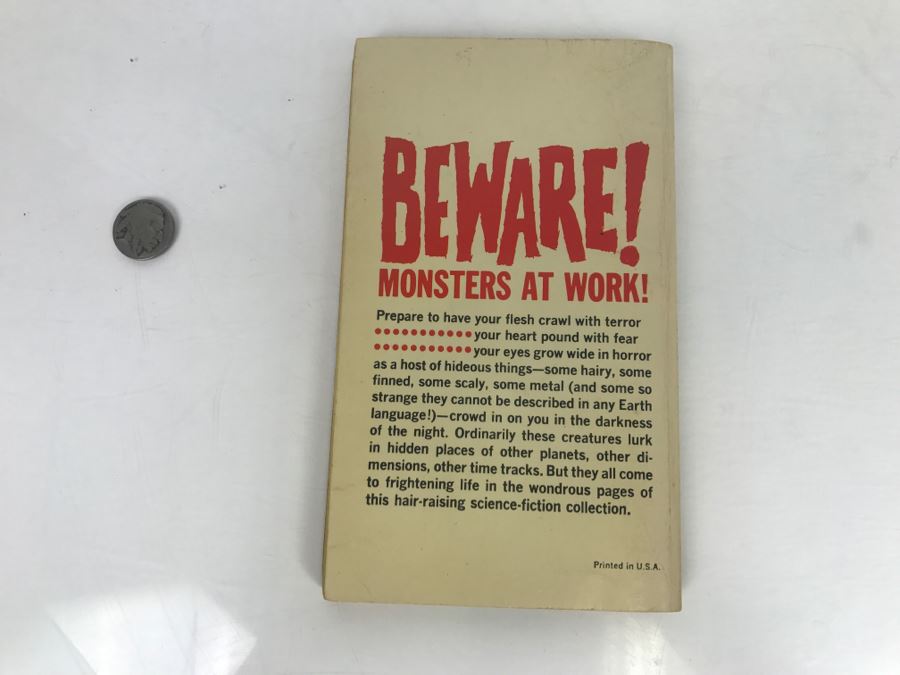 BEWARE!
MONSTERS AT WORK!
Prepare to have your flesh crawl with terror
●●●●●●●●●●●your heart pound with fear
●●●●●●●●●●●your eyes grow wide in horror
as a host of hideous things—some hairy, some
finned, some scaly, some metal (and some so
strange they cannot be described in any Earth
language!)—crowd in on you in the darkness
of the night. Ordinarily these creatures lurk
in hidden places of other planets, other di-
mensions, other time tracks. But they all come
to frightening life in the wondrous pages of
this hair-raising science-fiction collection.
Printed in U.S.A.